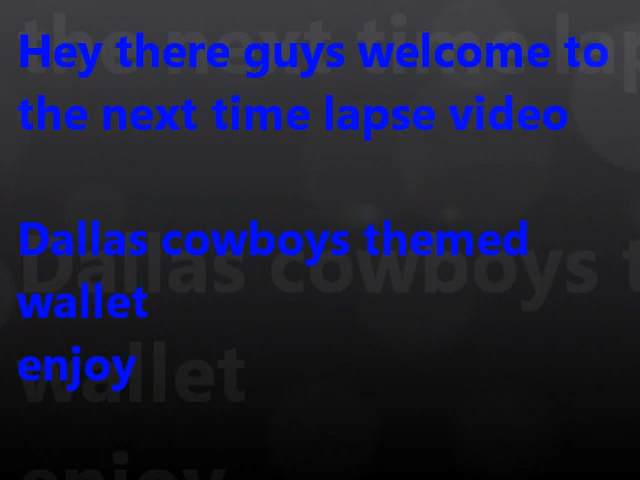 Hey there guys welcome to
the next time lapse video
Dallas cowboys themed
wallet
enjoy